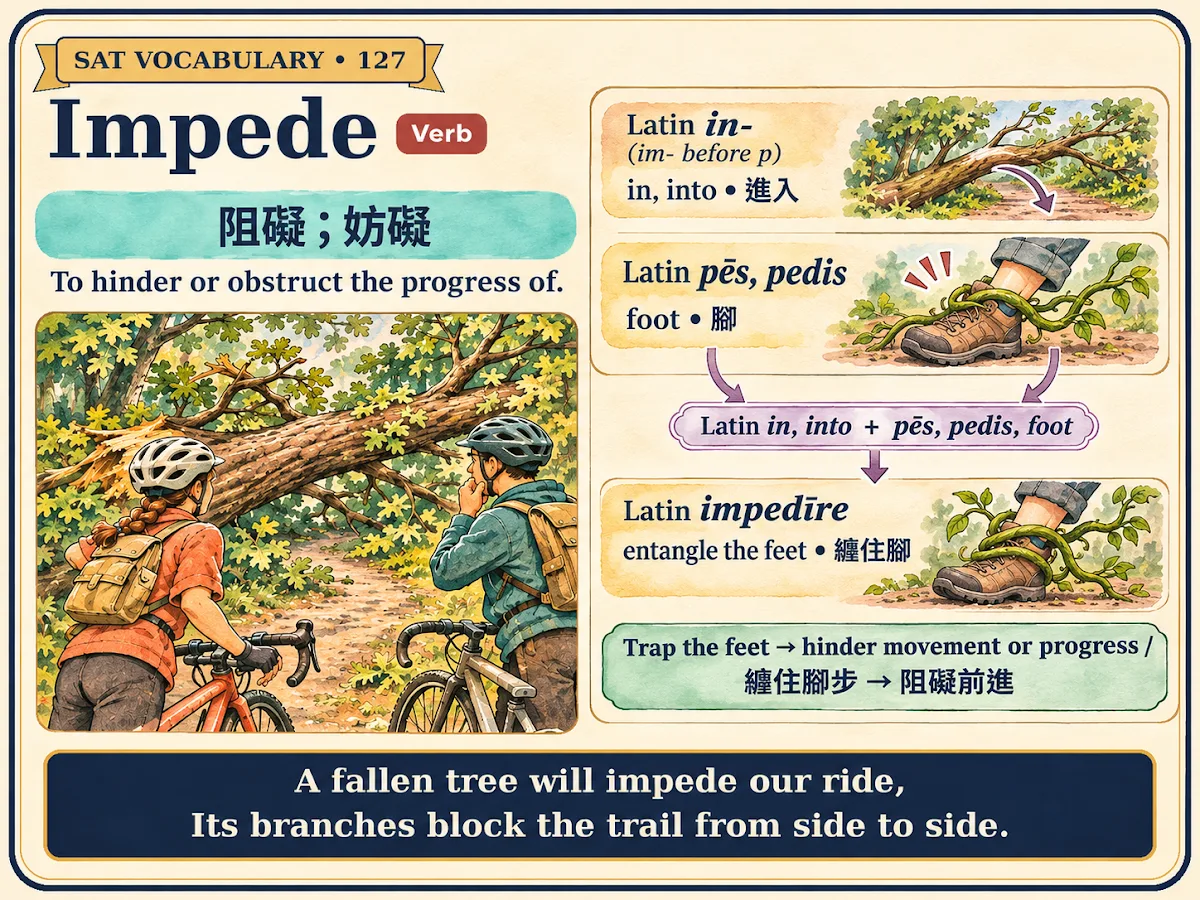 SAT VOCABULARY • 127
Impede
Verb
阻礙；妨礙
To hinder or obstruct the progress of.
Latin in-
(im- before p)
in, into • 進入
Latin pēs, pedis
foot • 腳
Latin in, into + pēs, pedis, foot
Latin impedīre
entangle the feet • 纏住腳
Trap the feet → hinder movement or progress /
纏住腳步 → 阻礙前進
A fallen tree will impede our ride,
Its branches block the trail from side to side.